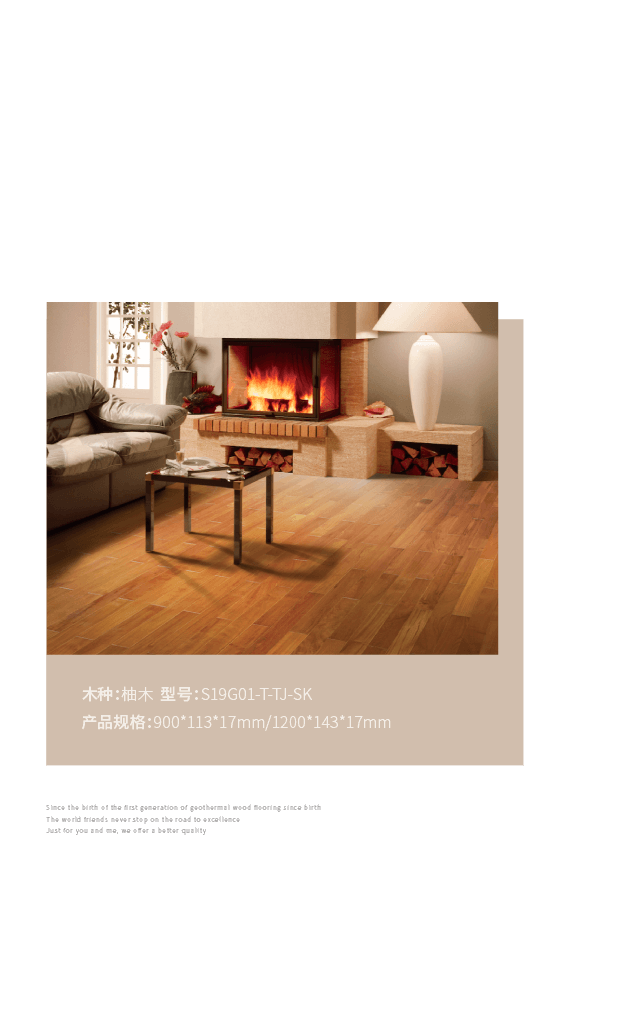 木种：柚木 型号：S19G01-T-TJ-SK
产品规格：900*113*17mm/1200*143*17mm
Since the birth of the first generation of geothermal wood flooring since birth
The world friends never stop on the road to excellence
Just for you and me, we offer a better quality